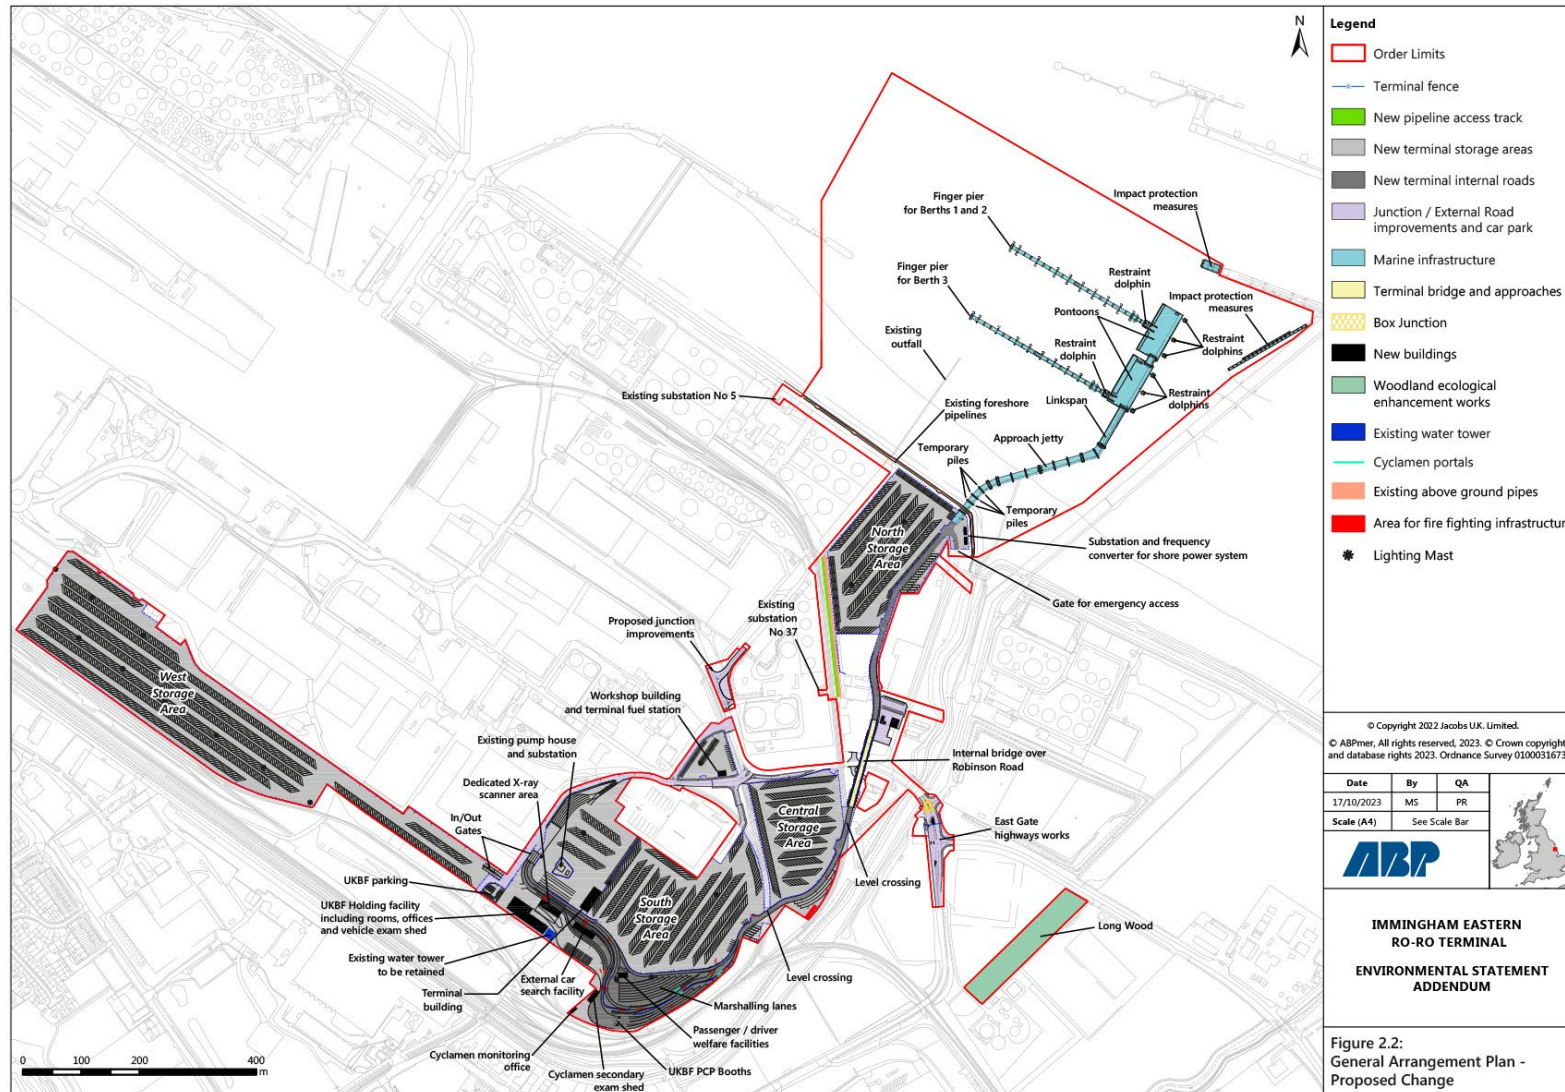 N
Finger pier
for Berths 1 and 2
Impact protection
measures
Finger pier
for Berth 3
Restraint
dolphin
Impact protection
measures
Pontoons
Existing
outfall
Restraint
dolphin
Restraint
dolphins
Existing substation No 5
Existing foreshore
pipelines
Linkspan
Restraint
dolphins
Temporary
piles
Approach jetty
North
Storage
Area
Temporary
piles
Substation and frequency
converter for shore power system
Gate for emergency access
Existing
substation
No 37
Proposed junction
improvements
West
Storage
Area
Workshop building
and terminal fuel station
Existing pump house
and substation
Internal bridge over
Robinson Road
Dedicated X-ray
scanner area
Central
Storage
Area
In/Out
Gates
East Gate
highways works
UKBF parking
Level crossing
UKBF Holding facility
including rooms, offices
and vehicle exam shed
South
Storage
Area
Long Wood
Existing water tower
to be retained
External car
search facility
Level crossing
Terminal
building
Marshalling lanes
Passenger / driver
welfare facilities
Cyclamen monitoring
office
UKBF PCP Booths
Cyclamen secondary
exam shed
0 100 200 400
m
Legend
Order Limits
Terminal fence
New pipeline access track
New terminal storage areas
New terminal internal roads
Junction / External Road
improvements and car park
Marine infrastructure
Terminal bridge and approaches
Box Junction
New buildings
Woodland ecological
enhancement works
Existing water tower
Cyclamen portals
Existing above ground pipes
Area for fire fighting infrastructur
Lighting Mast
© Copyright 2022 Jacobs U.K. Limited.
© ABPmer, All rights reserved, 2023. © Crown copyright
and database rights 2023. Ordnance Survey 0100031673
Date By QA
17/10/2023 MS PR
Scale (A4) See Scale Bar
ABP
IMMINGHAM EASTERN
RO-RO TERMINAL
ENVIRONMENTAL STATEMENT
ADDENDUM
Figure 2.2:
General Arrangement Plan -
Proposed Change